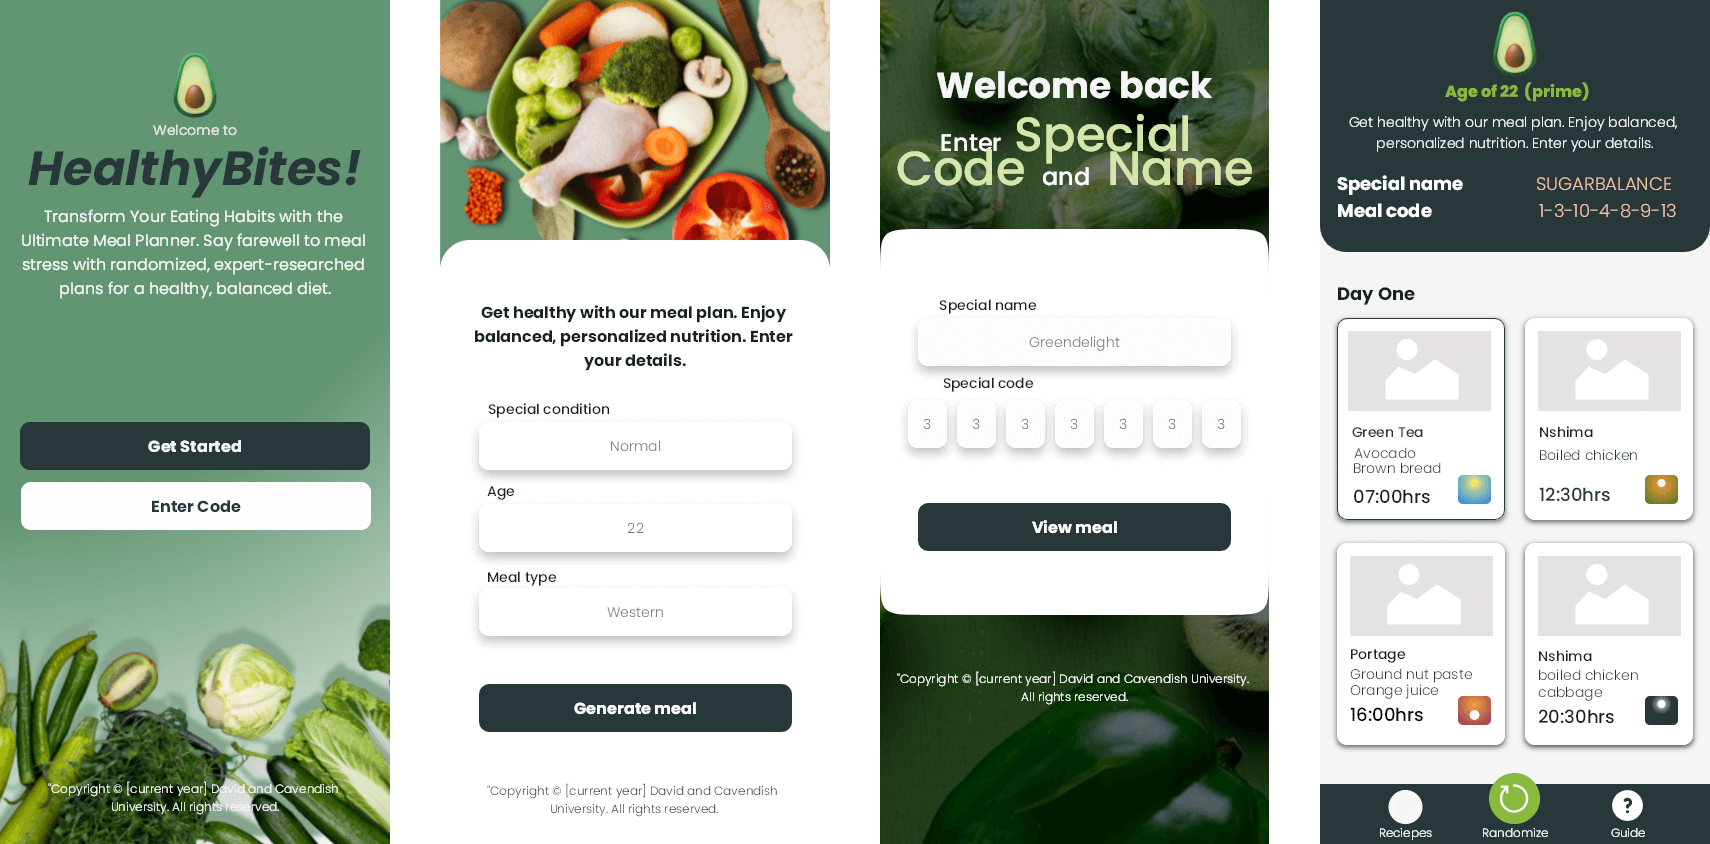 Welcome to
HealthyBites!
Transform Your Eating Habits with the
Ultimate Meal Planner. Say farewell to meal
stress with randomized, expert-researched
plans for a healthy, balanced diet.
Get Started
Enter Code
"Copyright © [current year] David and Cavendish
University. All rights reserved.
Get healthy with our meal plan. Enjoy
balanced, personalized nutrition. Enter
your details.
Special condition
Normal
Age
22
Meal type
Western
Generate meal
"Copyright © [current year] David and Cavendish
University. All rights reserved.
Welcome back
Enter Special
Code and Name
Special name
Greendelight
Special code
3 3 3 3 3 3 3
View meal
"Copyright © [current year] David and Cavendish University.
All rights reserved.
Age of 22 (prime)
Get healthy with our meal plan. Enjoy balanced,
personalized nutrition. Enter your details.
Special name SUGARBALANCE
Meal code 1-3-10-4-8-9-13
Day One
Green Tea
Avocado
Brown bread
07:00hrs
Nshima
Boiled chicken
12:30hrs
Portage
Ground nut paste
Orange juice
16:00hrs
Nshima
boiled chicken
cabbage
20:30hrs
Reciepes
Randomize
?
Guide